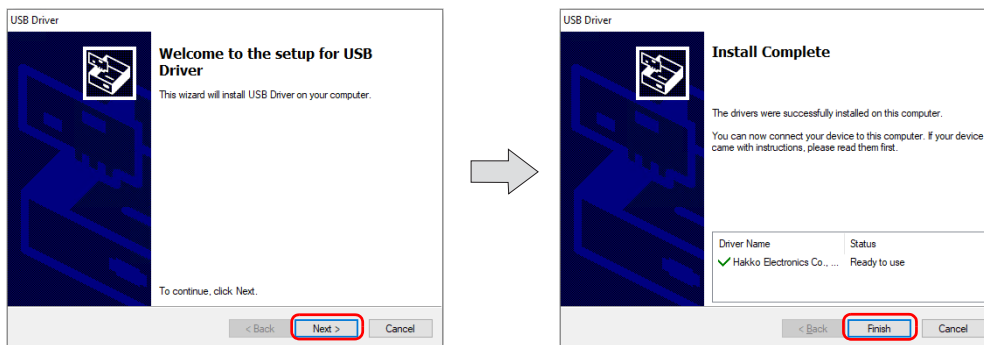 USB Driver
Welcome to the setup for USB
Driver
This wizard will install USB Driver on your computer.
To continue, click Next.
< Back
Next >
Cancel
USB Driver
Install Complete
The drivers were successfully installed on this computer.
You can now connect your device to this computer. If your device
came with instructions, please read them first.
Driver Name Status
Hakko Electronics Co., ... Ready to use
< Back
Finish
Cancel